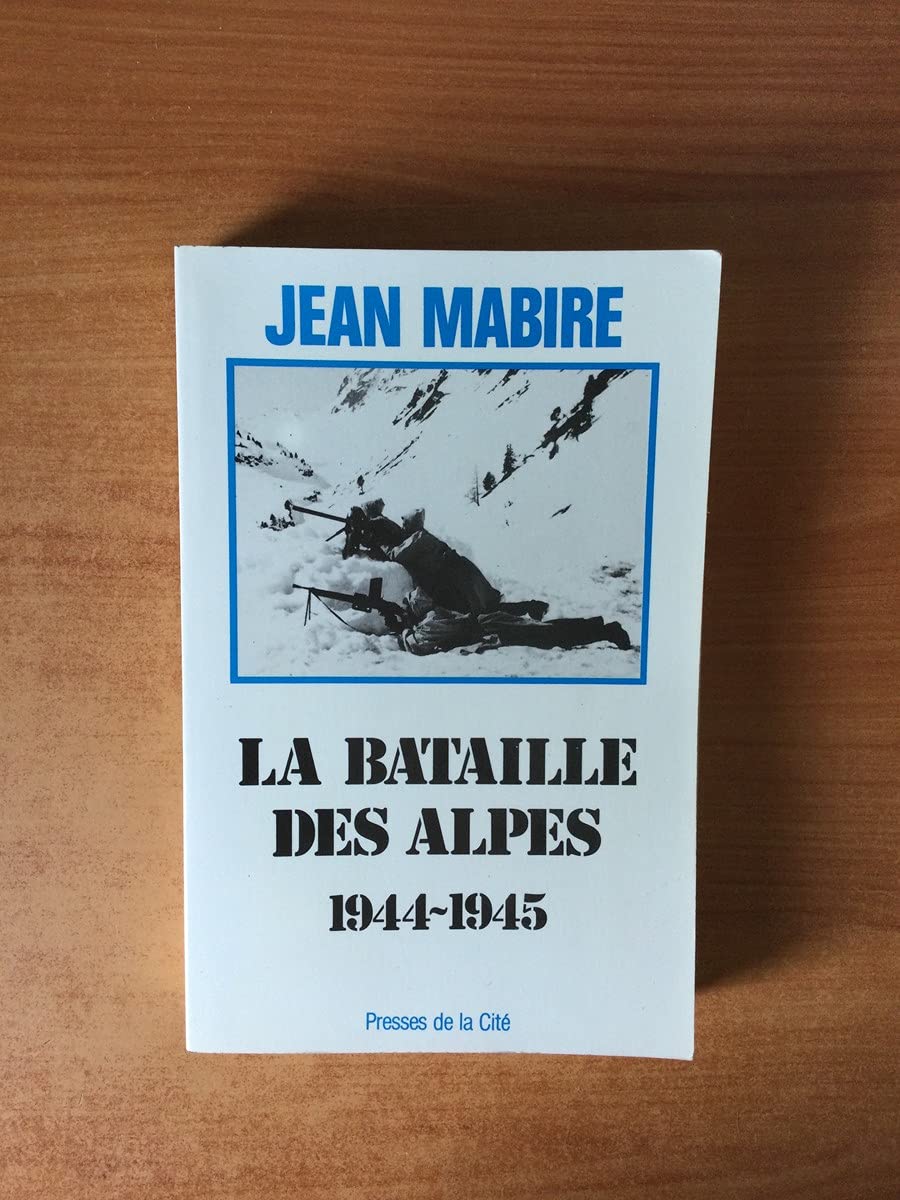 JEAN MABIRE
LA BATAILLE
DES ALPES
1944~1945
Presses de la Cité